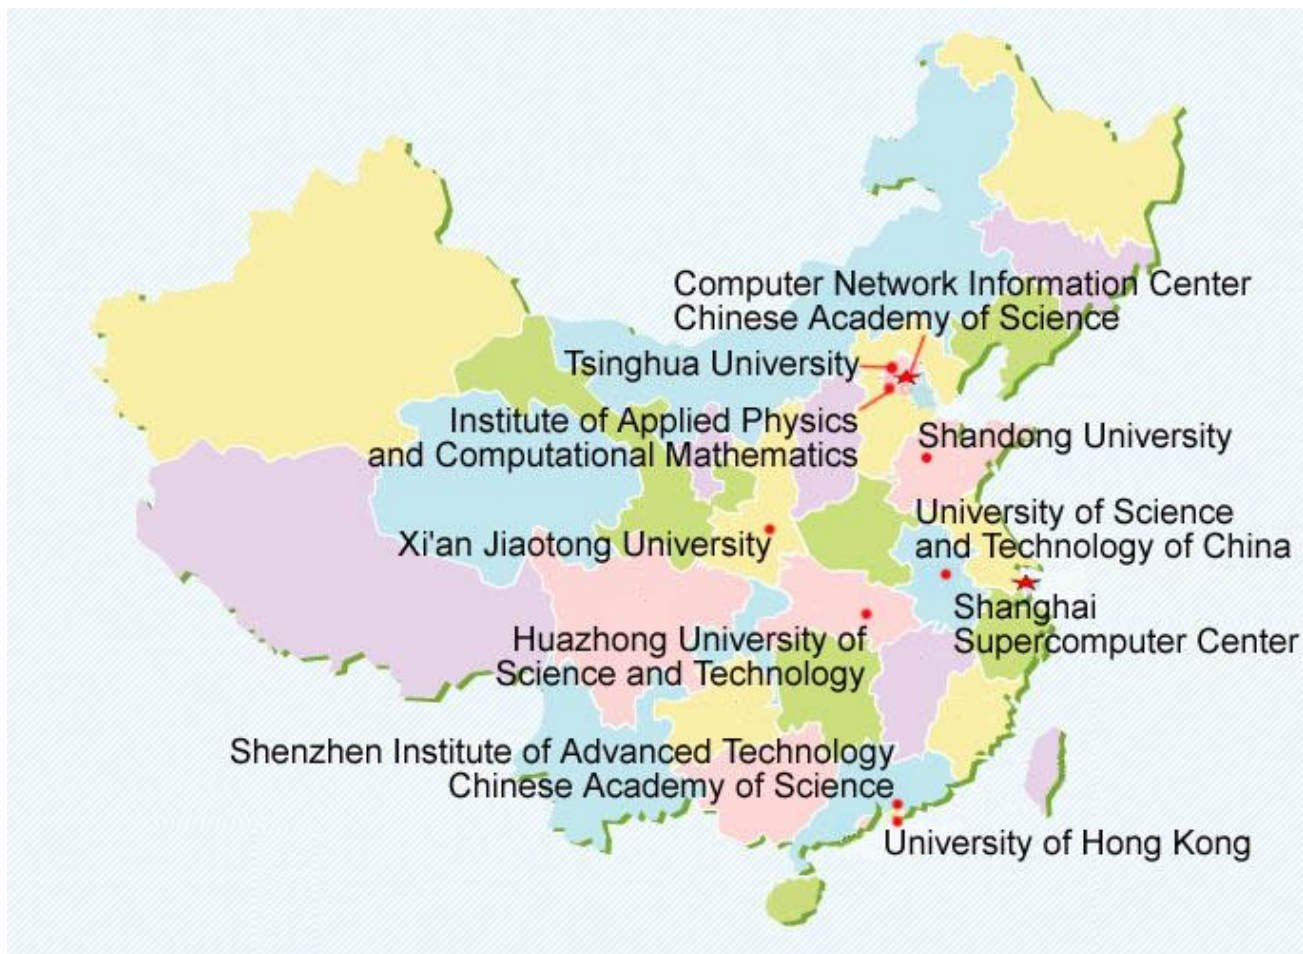 Computer Network Information Center
Chinese Academy of Science
Tsinghua University
Institute of Applied Physics
and Computational Mathematics
Shandong University
University of Science
and Technology of China
Xi'an Jiaotong University
Shanghai
Supercomputer Center
Huazhong University of
Science and Technology
Shenzhen Institute of Advanced Technology
Chinese Academy of Science
University of Hong Kong